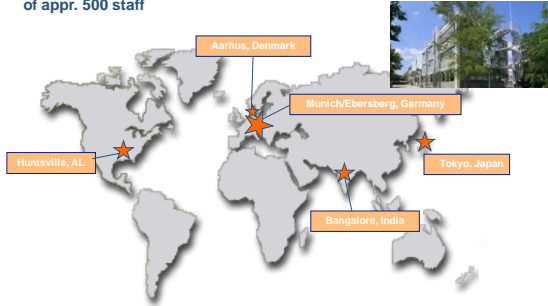 of appr. 500 staff
Aarhus, Denmark
Munich/Ebersberg, Germany
Huntsville, AL
Tokyo, Japan
Bangalore, India